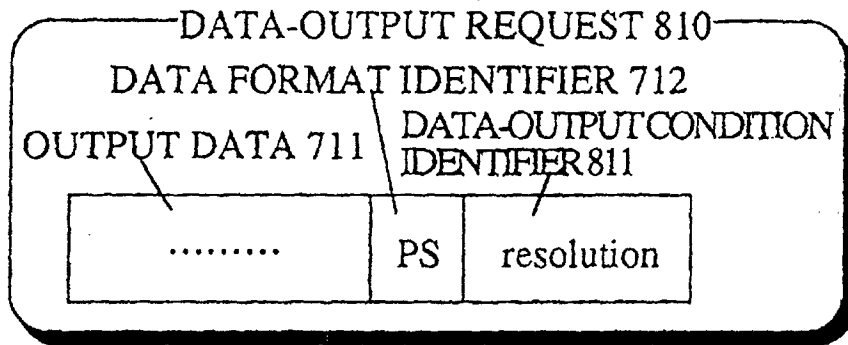 DATA-OUTPUT REQUEST 810
DATA FORMAT IDENTIFIER 712
OUTPUT DATA 711
DATA-OUTPUT CONDITION
IDENTIFIER 811
......... PS resolution